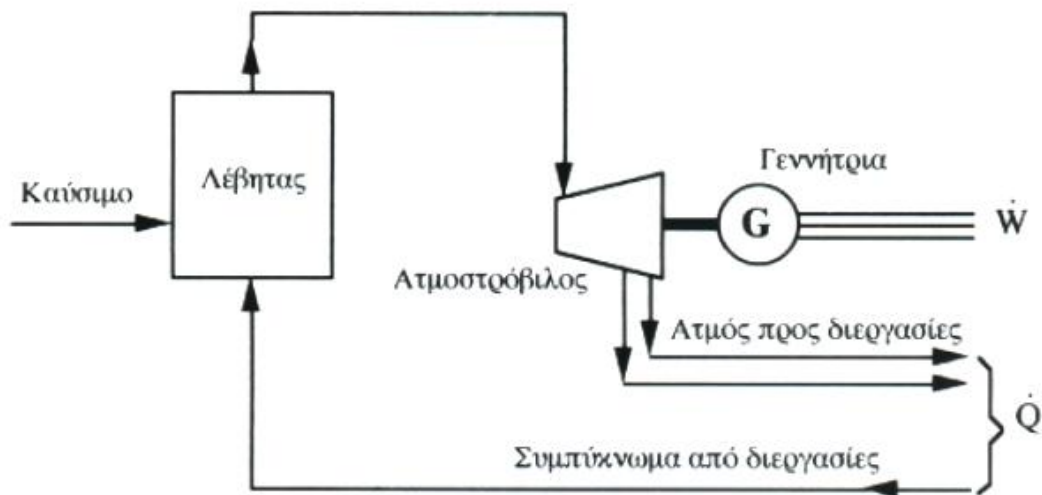 Λέβητας
Καύσιμο
Γεννήτρια
G
Ẇ
Ατμοστρόβιλος
Ατμός προς διεργασίες
Q̇
Συμπύκνωμα από διεργασίες